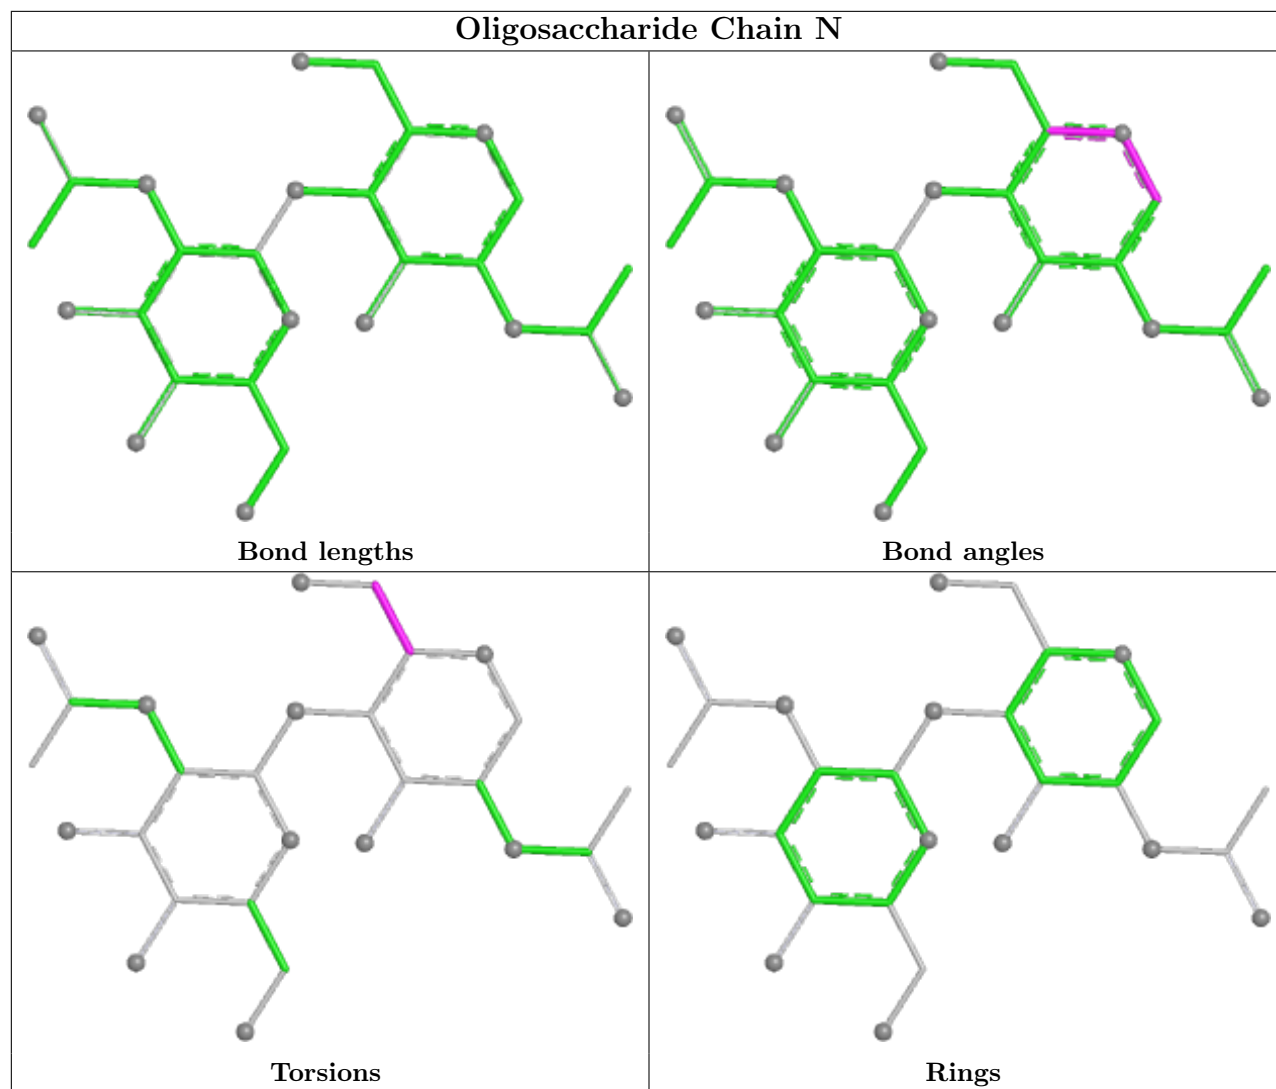 Oligosaccharide Chain N
Bond lengths
Bond angles
Torsions
Rings